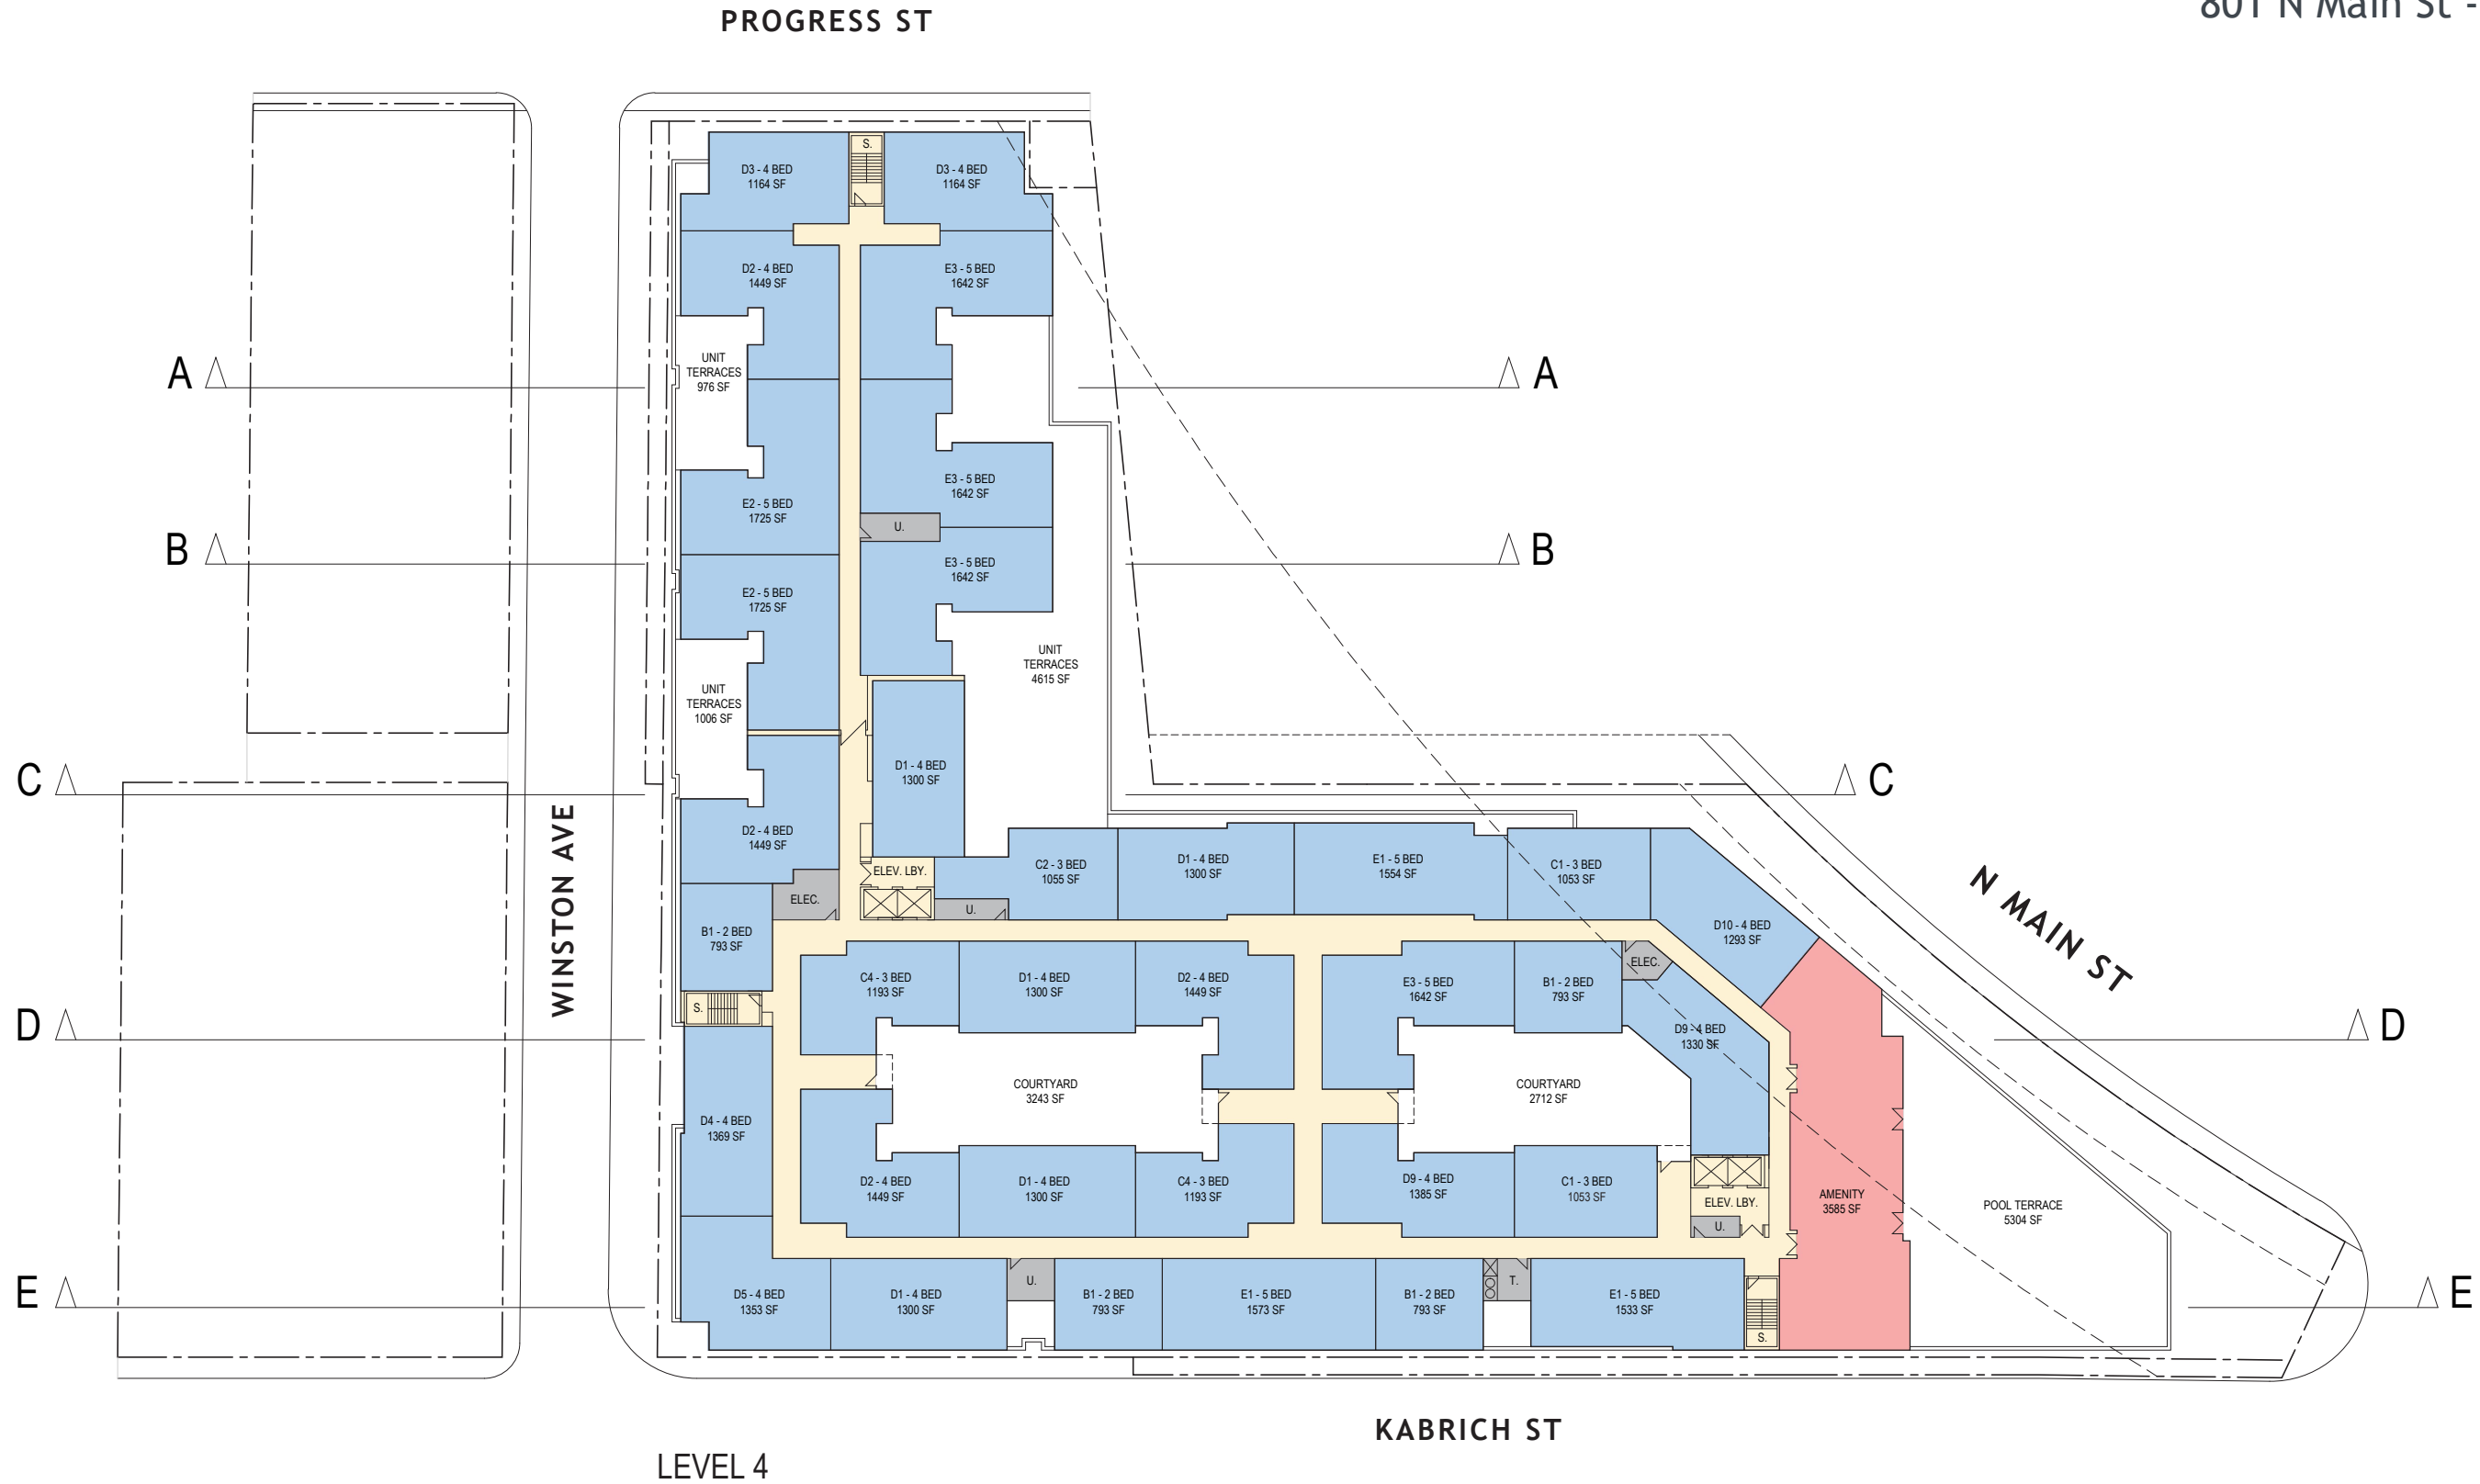 PROGRESS ST
801 N Main St -
S.
D3 - 4 BED
1164 SF
D3 - 4 BED
1164 SF
D2 - 4 BED
1449 SF
E3 - 5 BED
1642 SF
UNIT
TERRACES
976 SF
A
A
E3 - 5 BED
1642 SF
E2 - 5 BED
1725 SF
U.
B
B
E3 - 5 BED
1642 SF
E2 - 5 BED
1725 SF
UNIT
TERRACES
4615 SF
UNIT
TERRACES
1006 SF
D1 - 4 BED
1300 SF
C
C
WINSTON AVE
D2 - 4 BED
1449 SF
ELEV. LBY.
C2 - 3 BED
1055 SF
D1 - 4 BED
1300 SF
E1 - 5 BED
1554 SF
C1 - 3 BED
1053 SF
ELEC.
U.
N MAIN ST
B1 - 2 BED
793 SF
D10 - 4 BED
1293 SF
C4 - 3 BED
1193 SF
D1 - 4 BED
1300 SF
D2 - 4 BED
1449 SF
E3 - 5 BED
1642 SF
B1 - 2 BED
793 SF
ELEC.
S.
D
D
D9 - 4 BED
1330 SF
COURTYARD
3243 SF
COURTYARD
2712 SF
D4 - 4 BED
1369 SF
D2 - 4 BED
1449 SF
D1 - 4 BED
1300 SF
C4 - 3 BED
1193 SF
D9 - 4 BED
1385 SF
C1 - 3 BED
1053 SF
ELEV. LBY.
U.
AMENITY
3585 SF
POOL TERRACE
5304 SF
E
E
D5 - 4 BED
1353 SF
D1 - 4 BED
1300 SF
U.
B1 - 2 BED
793 SF
E1 - 5 BED
1573 SF
B1 - 2 BED
793 SF
T.
E1 - 5 BED
1533 SF
S.
KABRICH ST
LEVEL 4